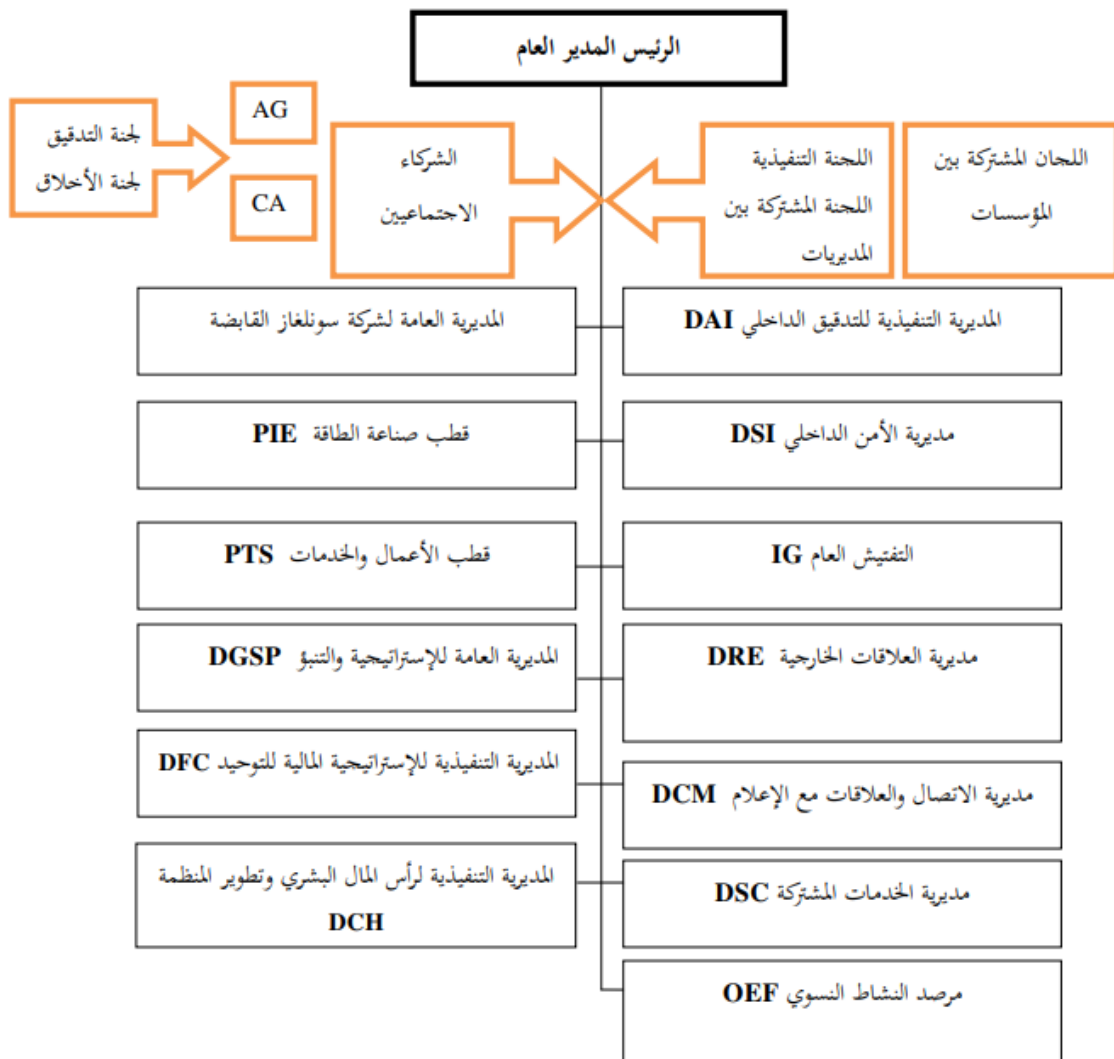 الرئيس المدير العام
اللجان المشتركة بين
المؤسسات
اللجنة التنفيذية
اللجنة المشتركة بين
المديريات
الشركاء
الاجتماعيين
AG
CA
لجنة التدقيق
لجنة الأخلاق
المديرية التنفيذية للتدقيق الداخلي DAI
المديرية العامة لشركة سونلغاز القابضة
مديرية الأمن الداخلي DSI
قطب صناعة الطاقة PIE
التفتيش العام IG
قطب الأعمال والخدمات PTS
مديرية العلاقات الخارجية DRE
المديرية العامة للإستراتيجية والتنبؤ DGSP
مديرية الاتصال والعلاقات مع الإعلام DCM
المديرية التنفيذية للإستراتيجية المالية للتوحيد DFC
مديرية الخدمات المشتركة DSC
المديرية التنفيذية لرأس المال البشري وتطوير المنظمة
DCH
مرصد النشاط النسوي OEF